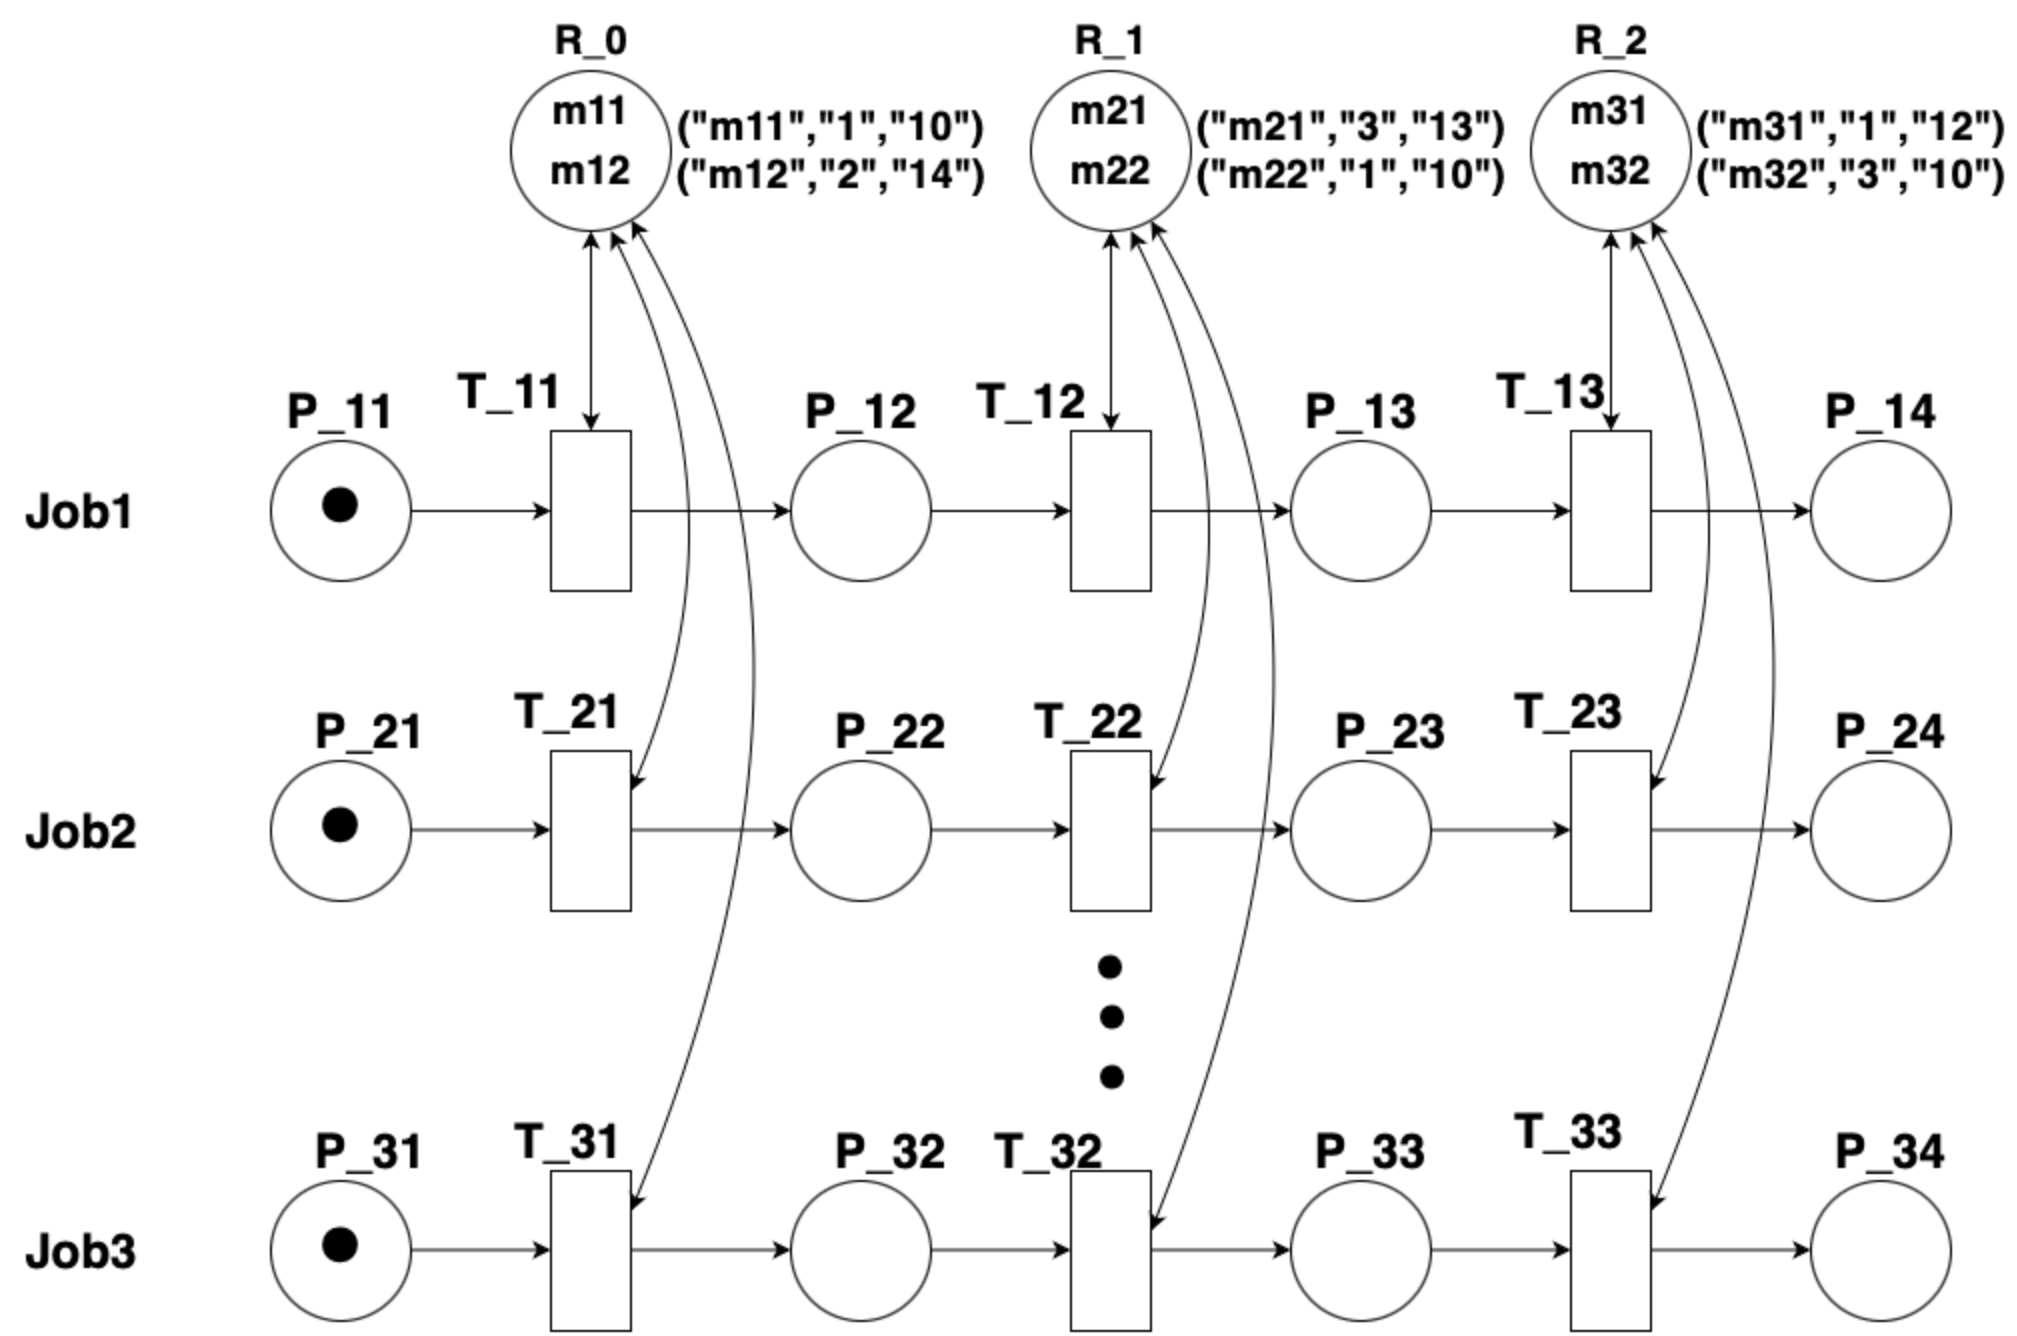 R_0 R_1 R_2
m11 ("m11","1","10") m21 ("m21","3","13") m31 ("m31","1","12")
m12 ("m12","2","14") m22 ("m22","1","10") m32 ("m32","3","10")
P_11 T_11 P_12 T_12 P_13 T_13 P_14
Job1
P_21 T_21 P_22 T_22 P_23 T_23 P_24
Job2
P_31 T_31 P_32 T_32 P_33 T_33 P_34
Job3